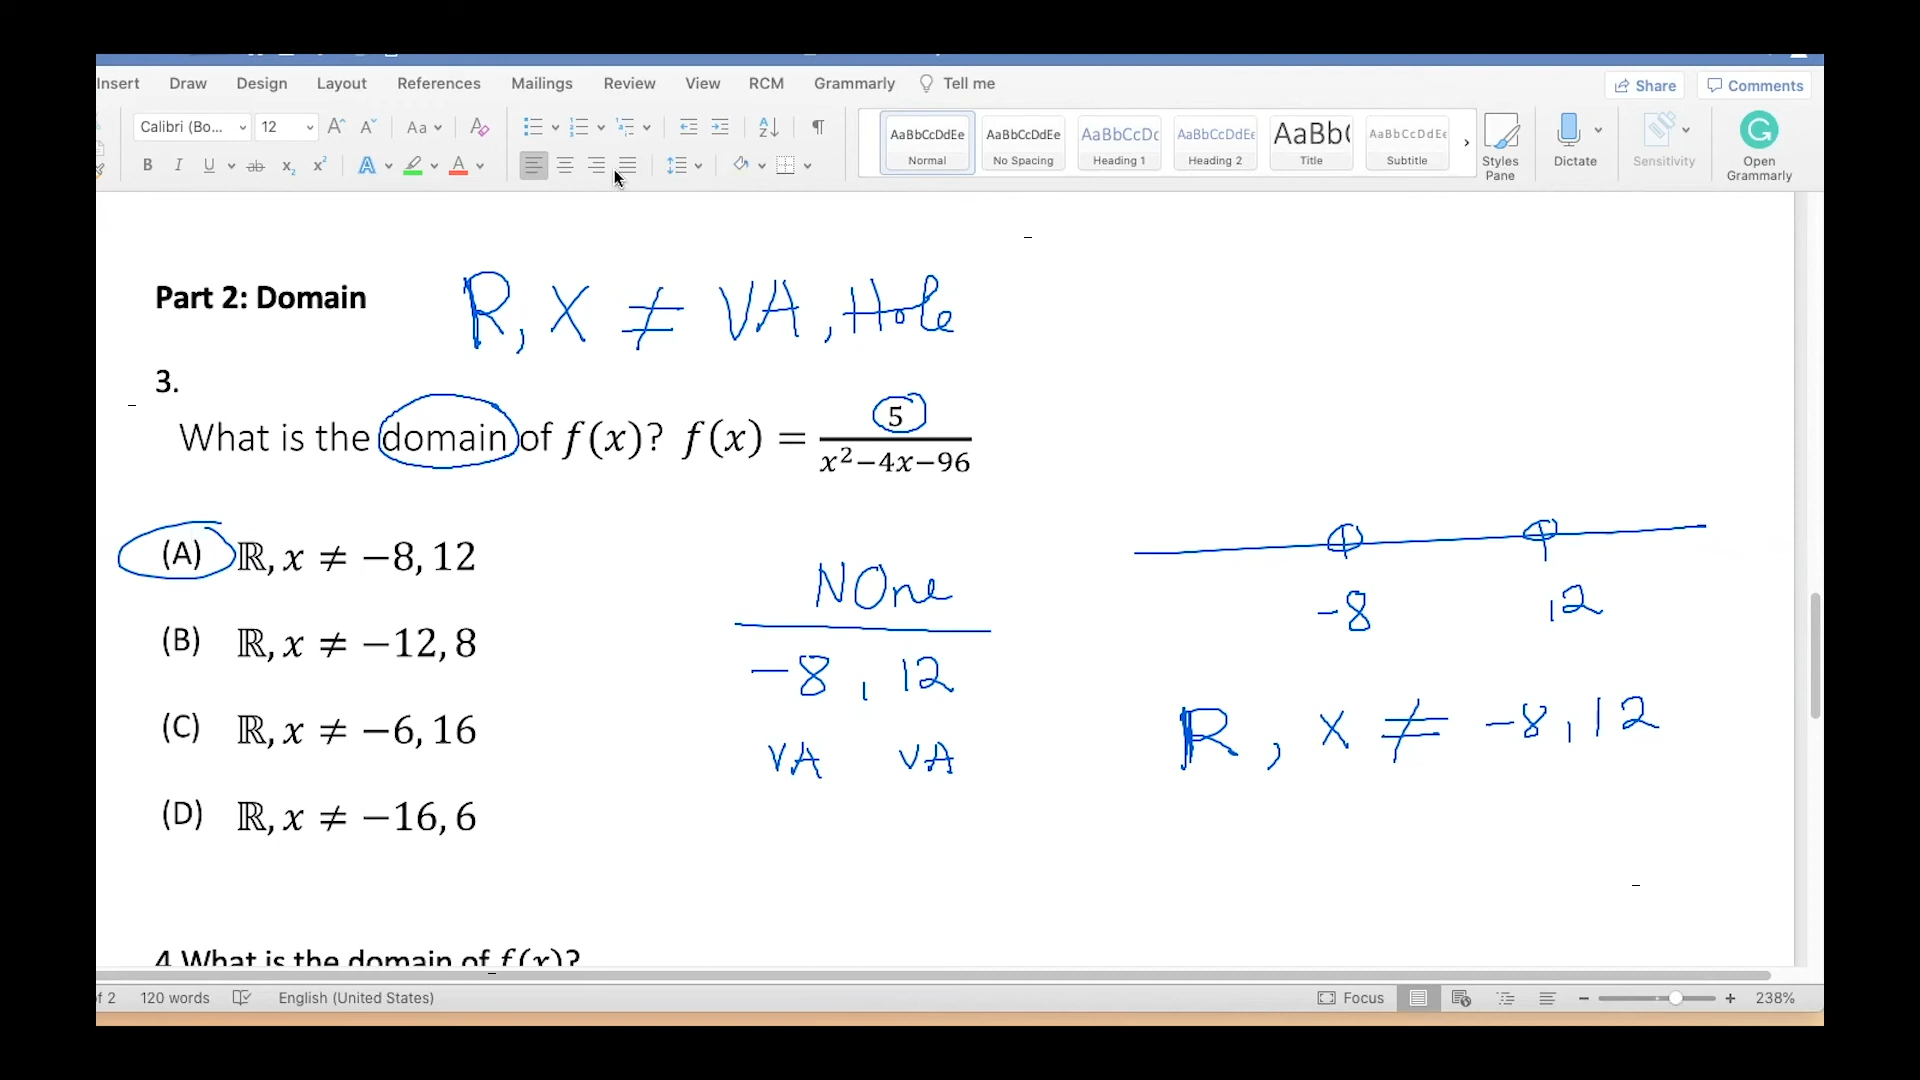 Insert Draw Design Layout References Mailings Review View RCM Grammarly Tell me Share Comments
Calibri (Bo... 12 Aa
AaBbCcDdEe AaBbCcDdEe AaBbCcDc AaBbCcDdEe AaBb( AaBbCcDdEe
Normal No Spacing Heading 1 Heading 2 Title Subtitle
Styles Pane Dictate Sensitivity Open Grammarly
Part 2: Domain R, X ≠ VA, Hole
3.
What is the domain of f(x)? f(x) = 5/(x²−4x−96)
(A) ℝ, x ≠ −8, 12
(B) ℝ, x ≠ −12, 8
(C) ℝ, x ≠ −6, 16
(D) ℝ, x ≠ −16, 6
NOne
-8, 12
VA VA
-8 12
R, X ≠ -8, 12
4 What is the domain of f(x)?
of 2 120 words English (United States) Focus 238%